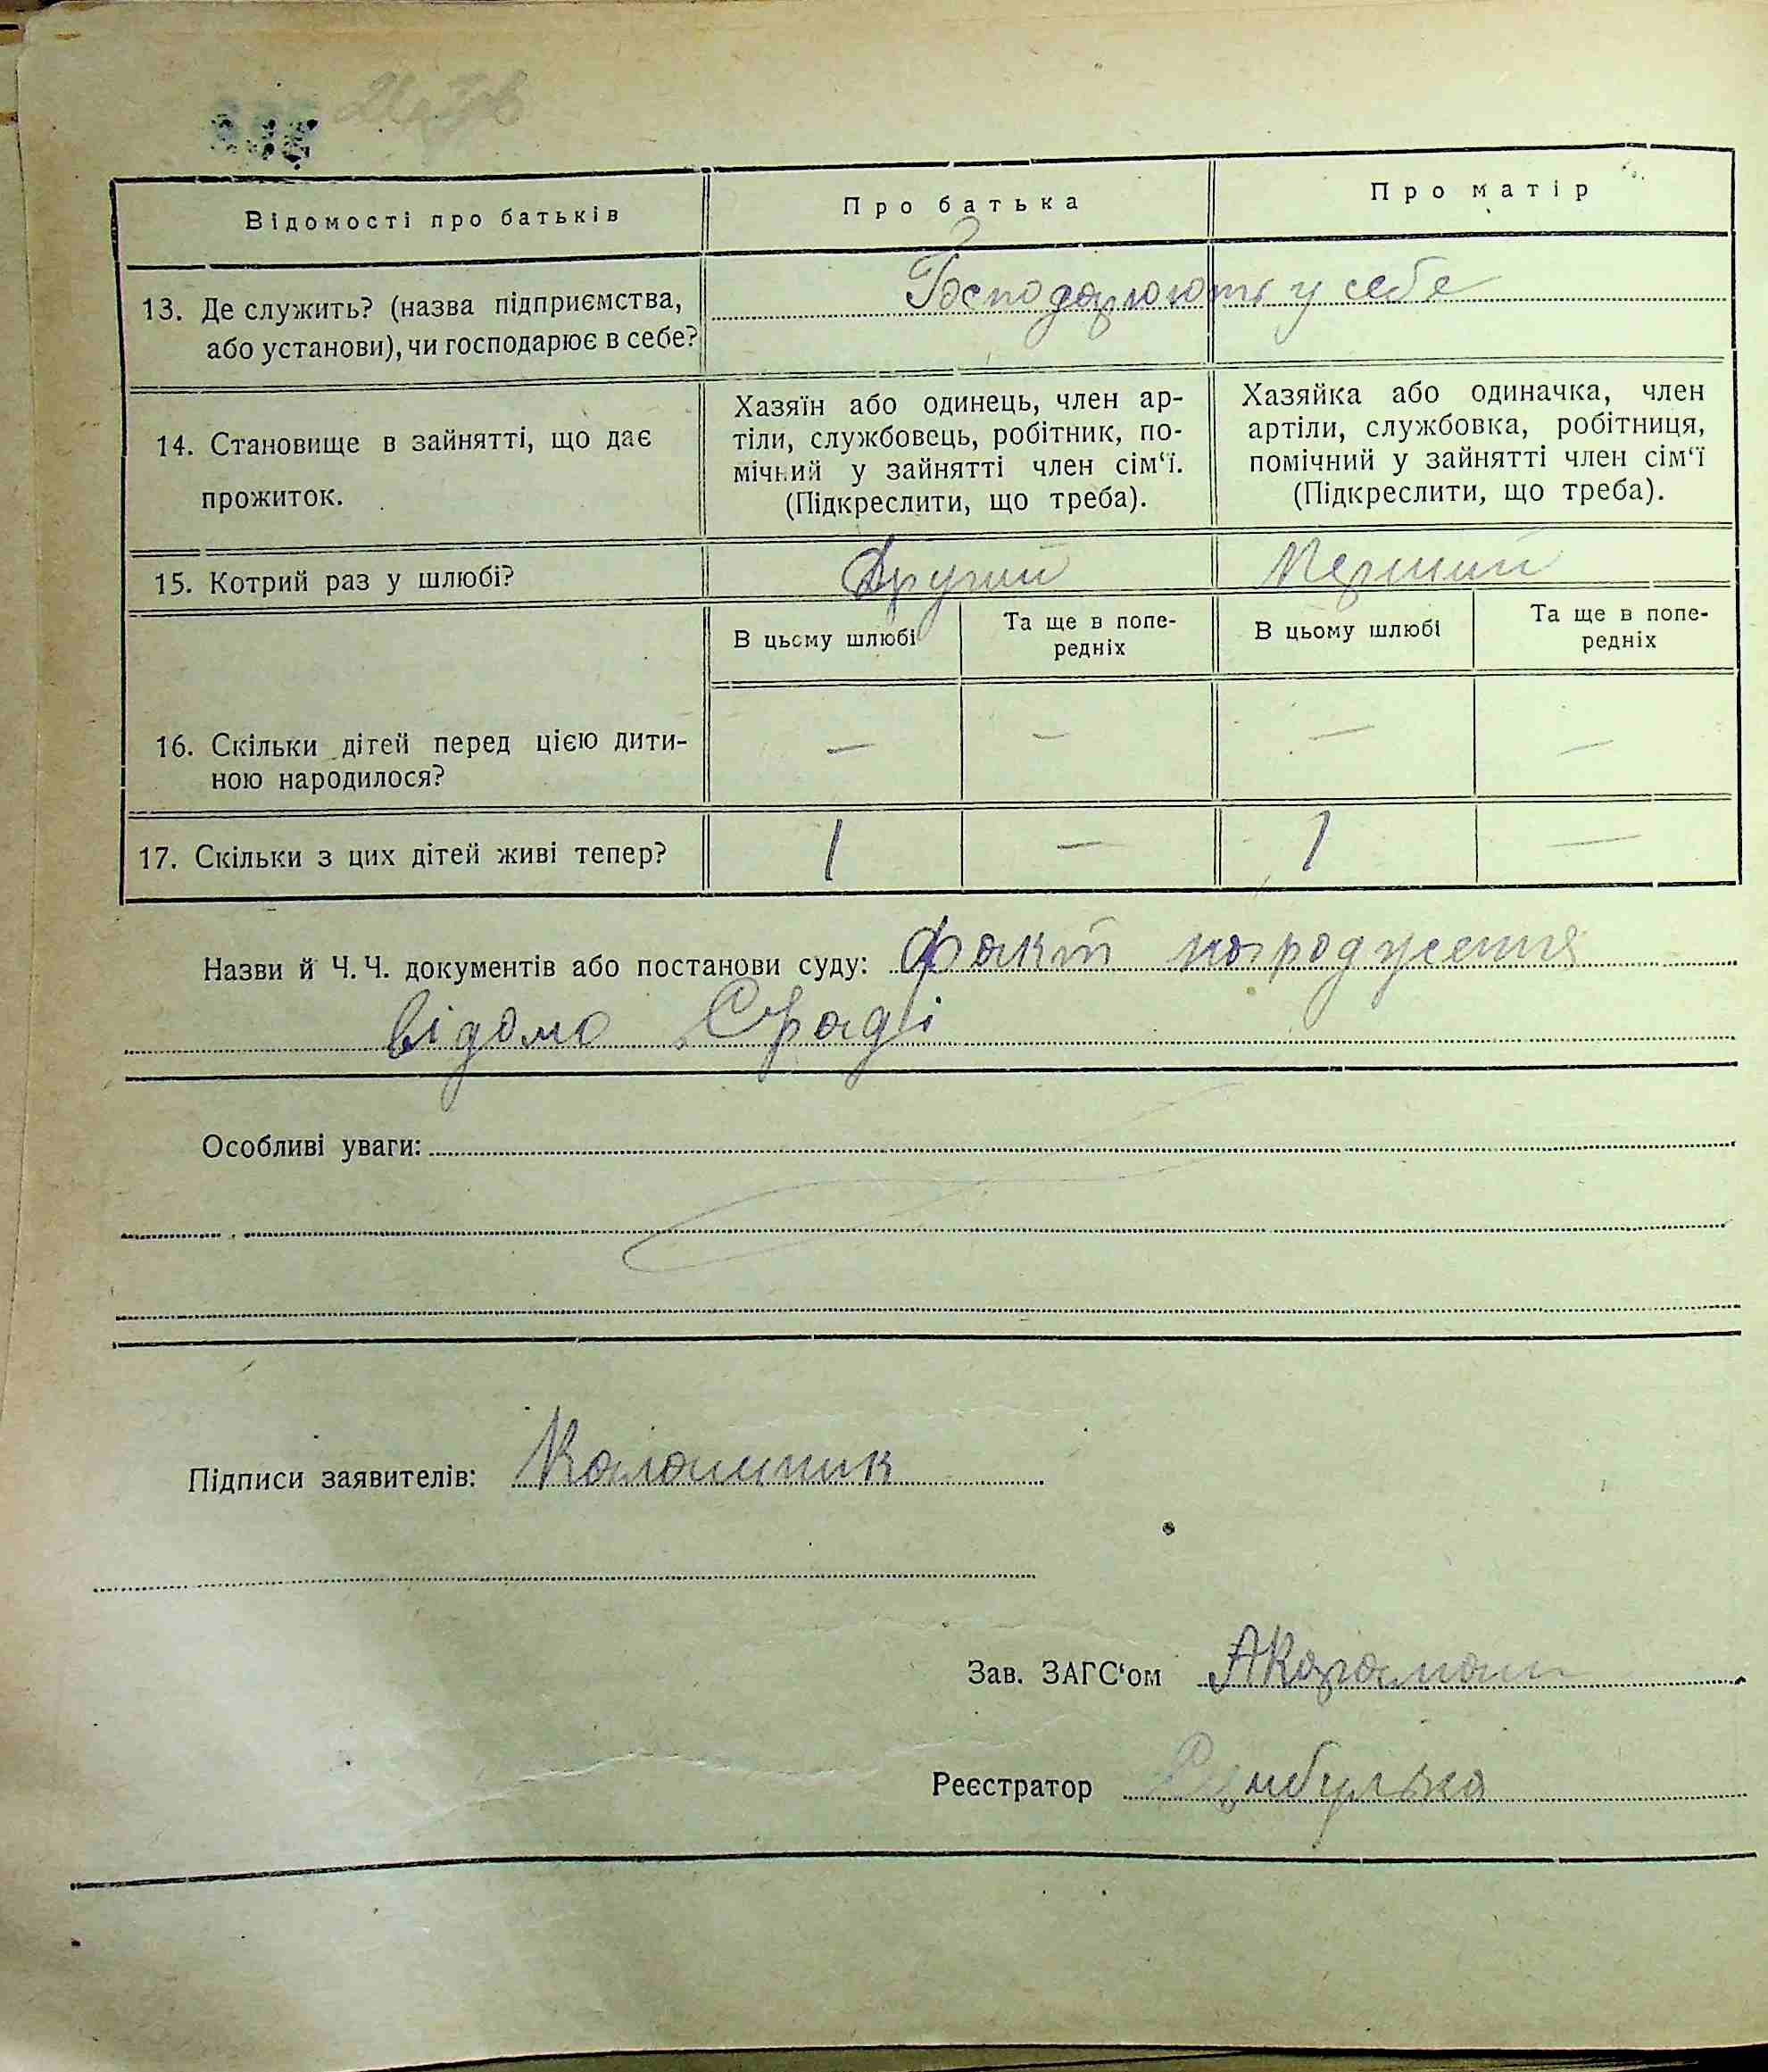 Відомості про батьків
Про батька
Про матір
13. Де служить? (назва підприємства,
або установи), чи господарює в себе?
Господарюють у себе
14. Становище в зайнятті, що дає
прожиток.
Хазяїн або одинець, член ар-
тіли, службовець, робітник, по-
мічний у зайнятті член сім‘ї.
(Підкреслити, що треба).
Хазяйка або одиначка, член
артіли, службовка, робітниця,
помічний у зайнятті член сім‘ї
(Підкреслити, що треба).
15. Котрий раз у шлюбі?
Другий
Перший
В цьому шлюбі
Та ще в попе-
редніх
В цьому шлюбі
Та ще в попе-
редніх
16. Скільки дітей перед цією дити-
ною народилося?
— — — —
17. Скільки з цих дітей живі тепер?
1 — 1 —
Назви й Ч. Ч. документів або постанови суду: Факт народження
відомо С/раді
Особливі уваги:
Підписи заявителів: Калашник
Зав. ЗАГС‘ом АКараман
Реєстратор